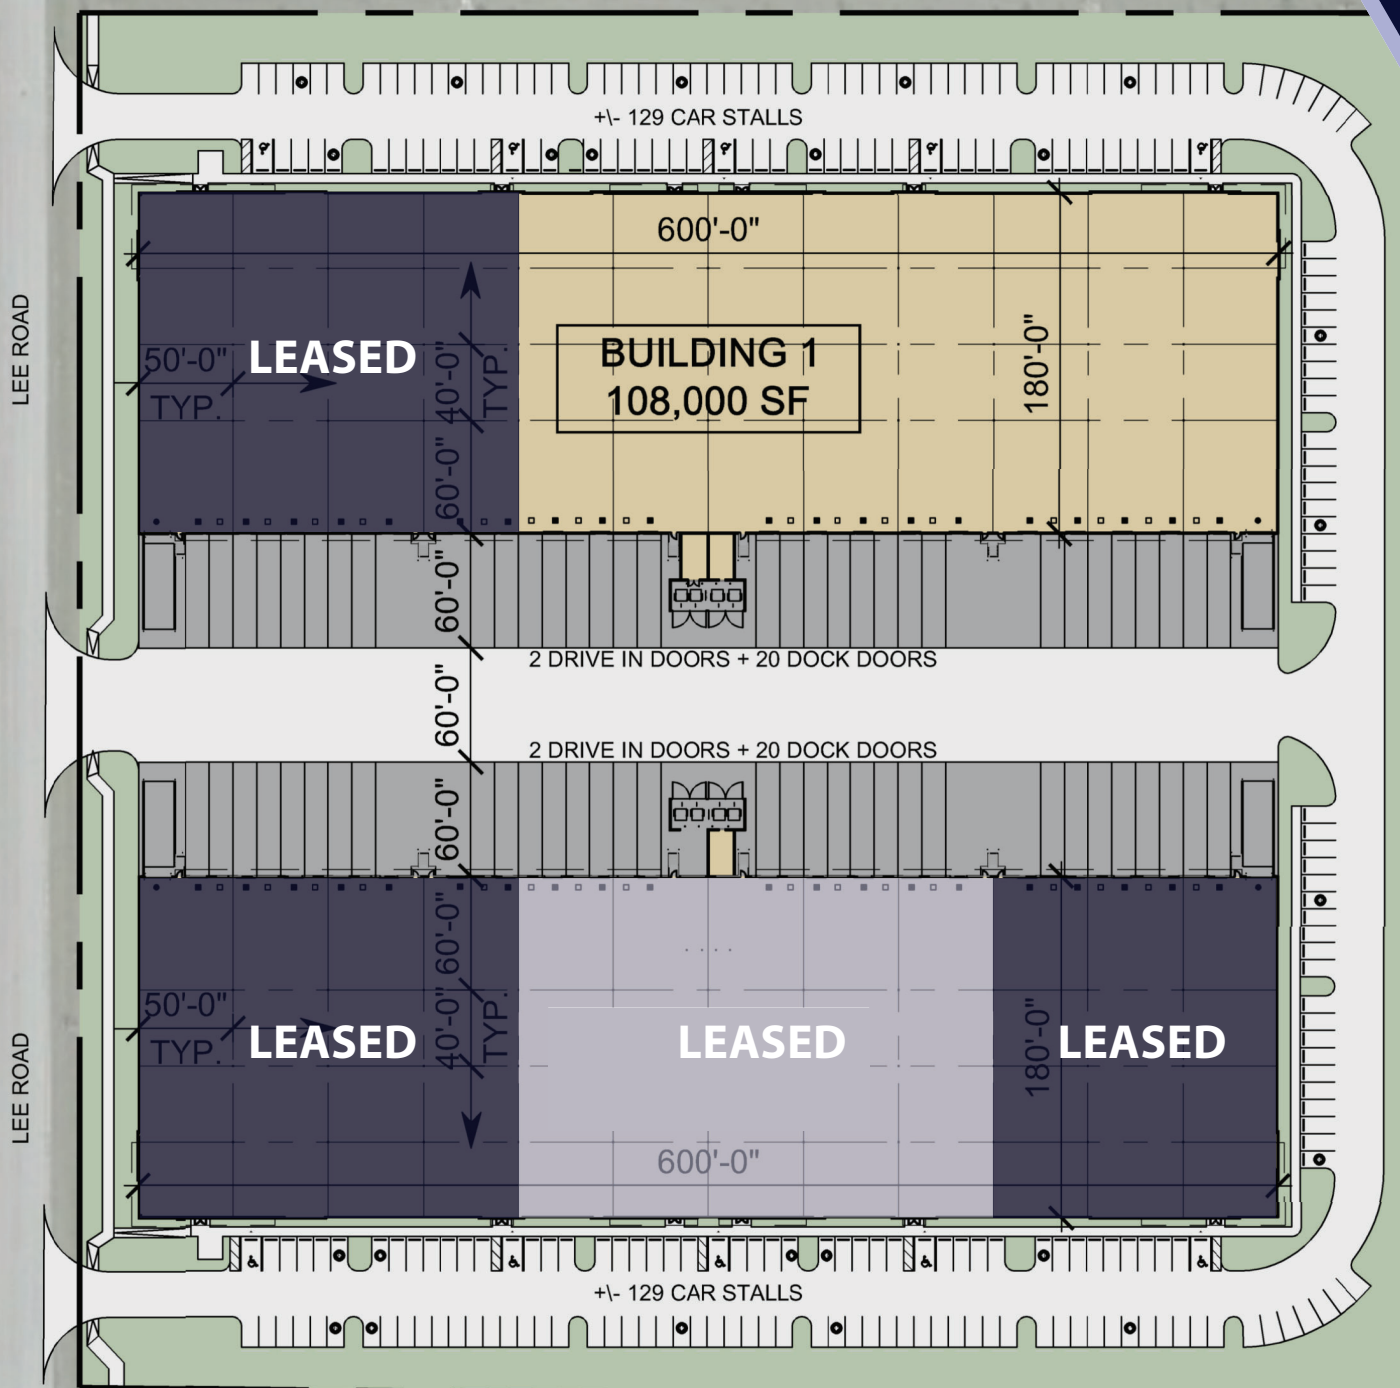 +\- 129 CAR STALLS
600'-0"
LEE ROAD
50'-0"
TYP.
LEASED
40'-0"
TYP.
BUILDING 1
108,000 SF
180'-0"
60'-0"
60'-0"
2 DRIVE IN DOORS + 20 DOCK DOORS
60'-0"
2 DRIVE IN DOORS + 20 DOCK DOORS
60'-0"
60'-0"
50'-0"
TYP.
LEASED
40'-0"
TYP.
LEASED
180'-0"
LEASED
LEE ROAD
600'-0"
+\- 129 CAR STALLS